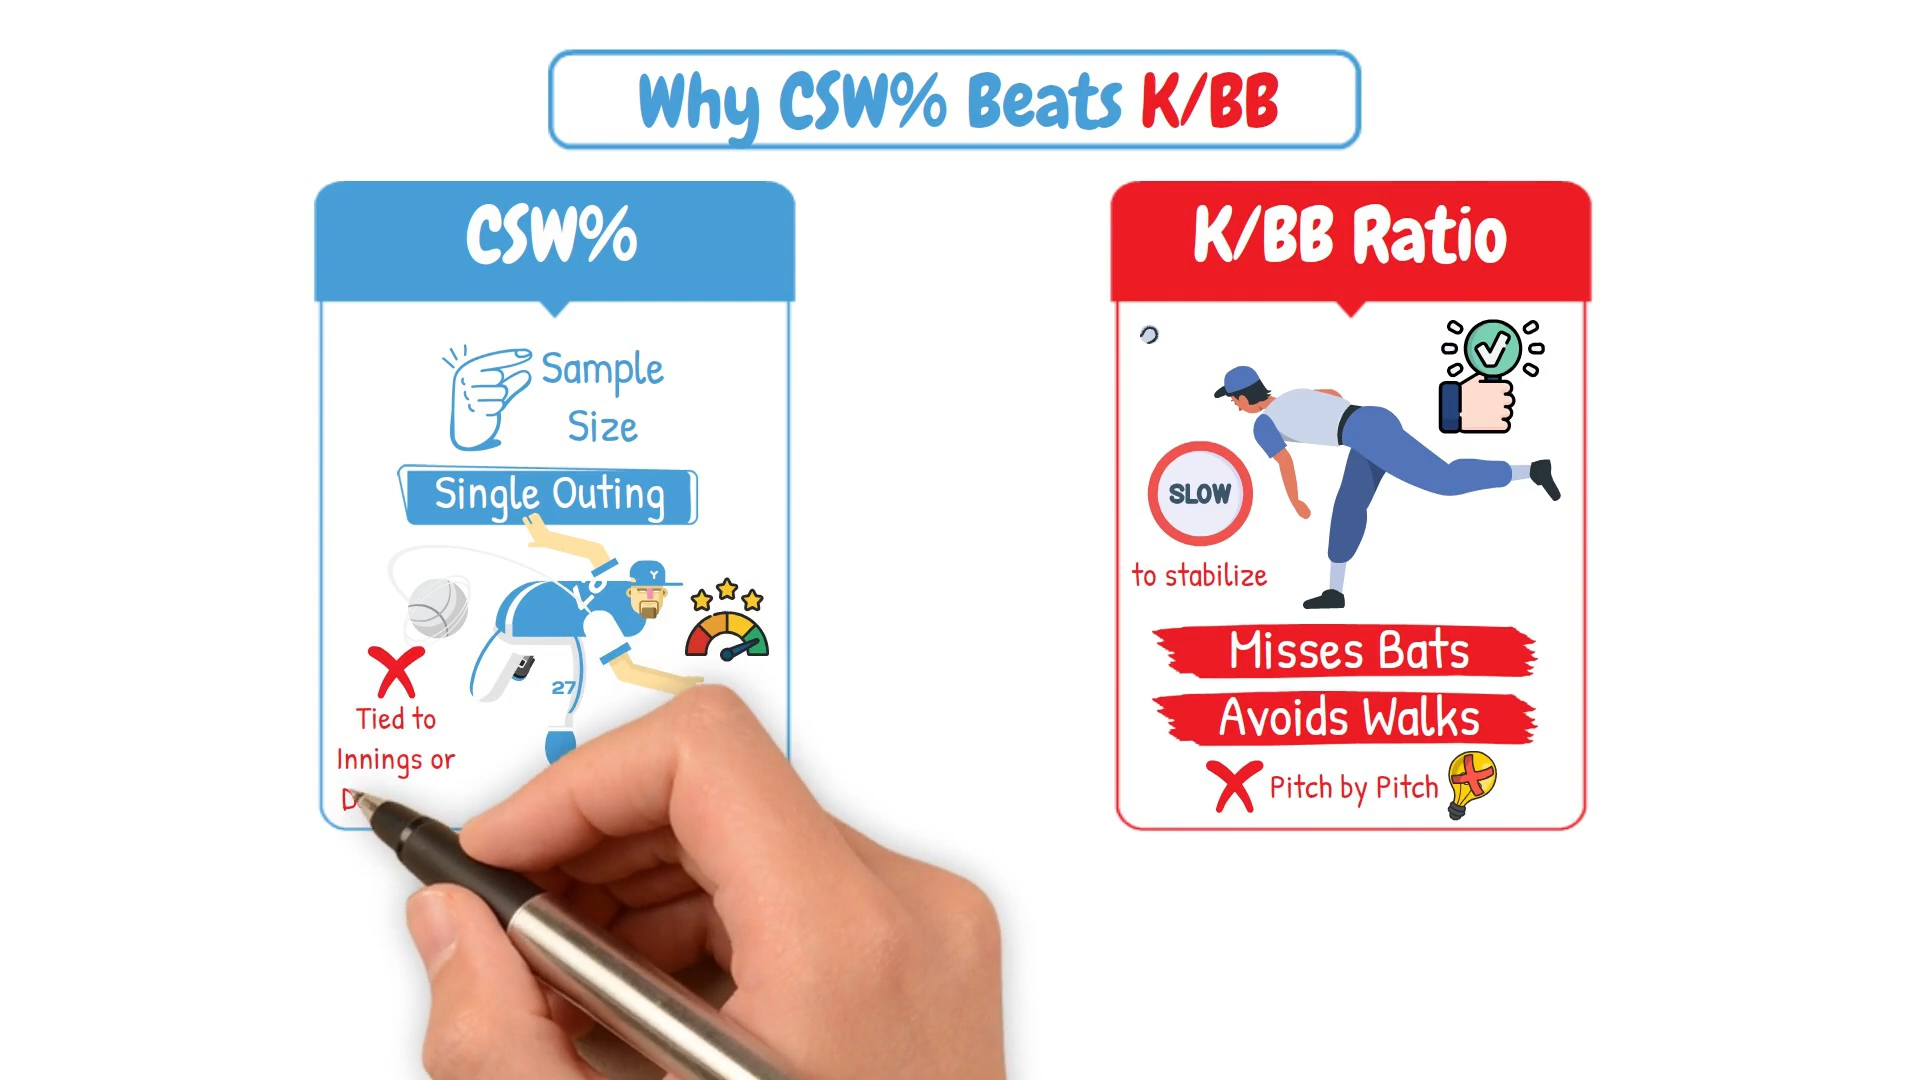 Why CSW% Beats K/BB
CSW%
Sample
Size
Single Outing
Y
27
Tied to
Innings or
D
K/BB Ratio
SLOW
to stabilize
Misses Bats
Avoids Walks
Pitch by Pitch